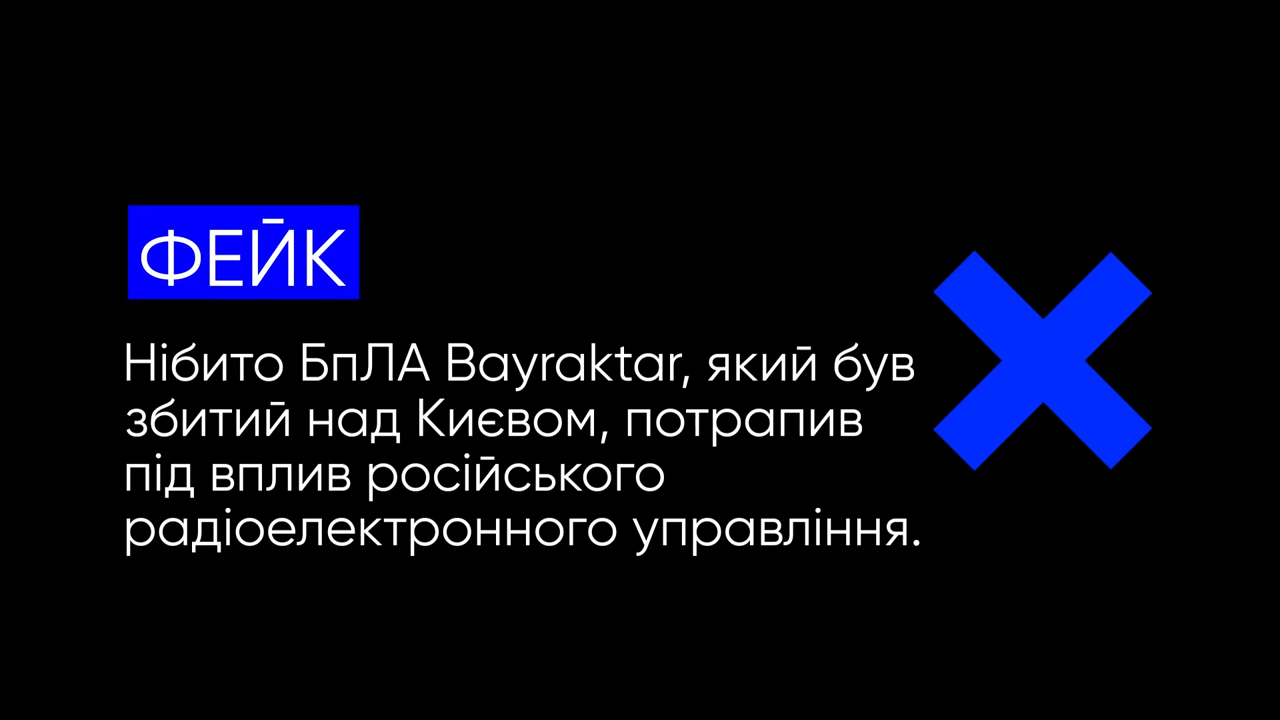 ФЕЙК
Нібито БпЛА Bayraktar, який був
збитий над Києвом, потрапив
під вплив російського
радіоелектронного управління.